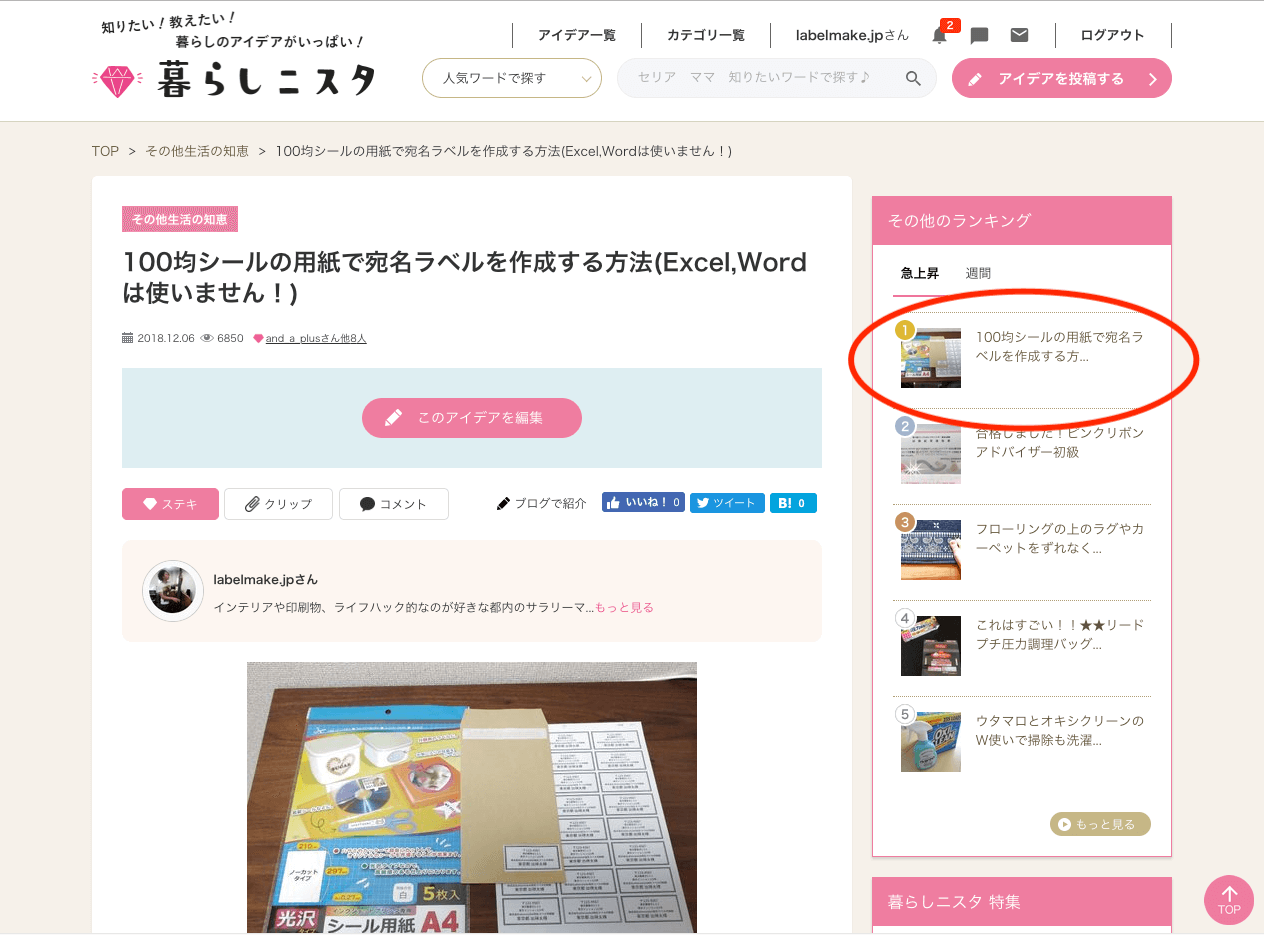 知りたい！教えたい！
暮らしのアイデアがいっぱい！
暮らしニスタ
アイデア一覧
カテゴリ一覧
labelmake.jpさん
2
ログアウト
人気ワードで探す
セリア　ママ　知りたいワードで探す♪
アイデアを投稿する
TOP > その他生活の知恵 > 100均シールの用紙で宛名ラベルを作成する方法(Excel,Wordは使いません！)
その他生活の知恵
100均シールの用紙で宛名ラベルを作成する方法(Excel,Word
は使いません！)
2018.12.06 6850 and_a_plusさん他8人
このアイデアを編集
ステキ
クリップ
コメント
ブログで紹介
いいね！ 0
ツイート
B! 0
labelmake.jpさん
インテリアや印刷物、ライフハック的なのが好きな都内のサラリーマ...もっと見る
SUGAR
210mm
297mm
ノーカット
タイプ
白
5枚入
光沢
シール用紙 A4
その他のランキング
急上昇
週間
1
100均シールの用紙で宛名ラ
ベルを作成する方...
2
合格しました！ピンクリボン
アドバイザー初級
3
フローリングの上のラグやカ
ーペットをずれなく...
4
これはすごい！！★★リード
プチ圧力調理バッグ...
5
ウタマロとオキシクリーンの
W使いで掃除も洗濯...
もっと見る
暮らしニスタ 特集
TOP